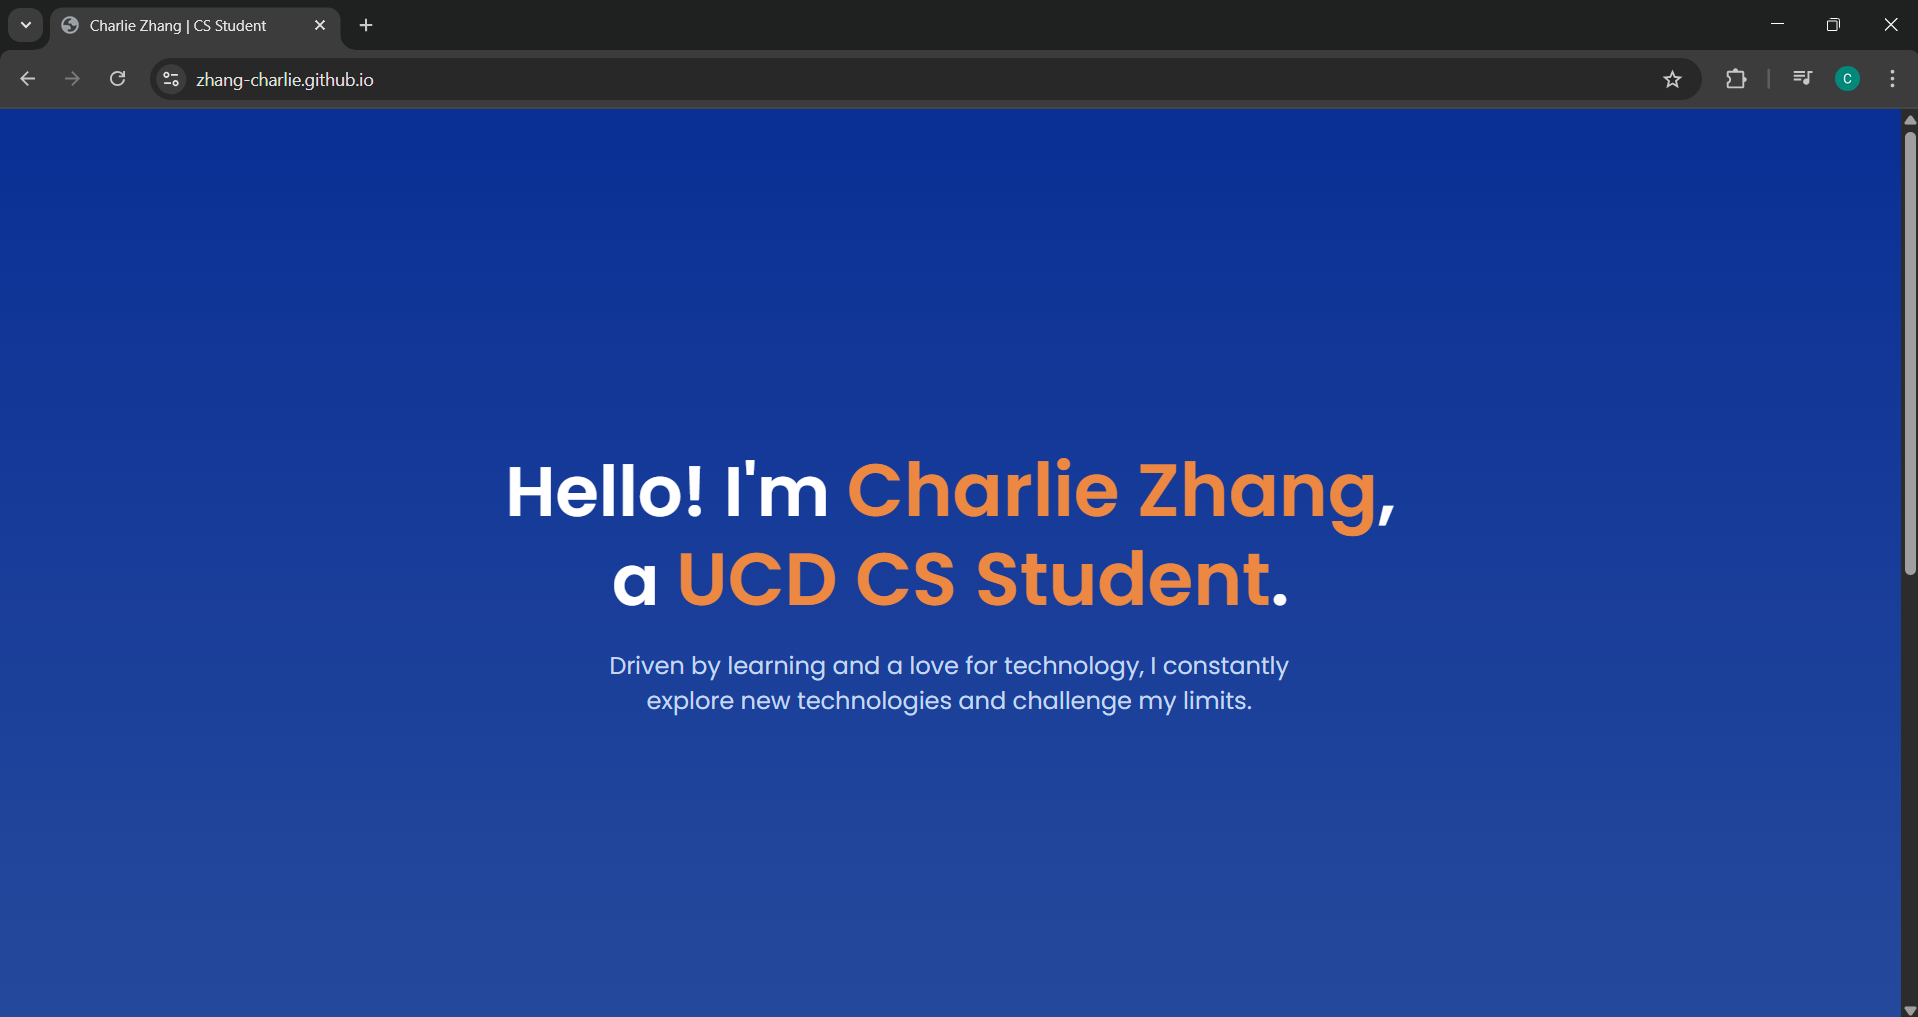 Charlie Zhang | CS Student
zhang-charlie.github.io
C
Hello! I'm Charlie Zhang,
a UCD CS Student.
Driven by learning and a love for technology, I constantly
explore new technologies and challenge my limits.